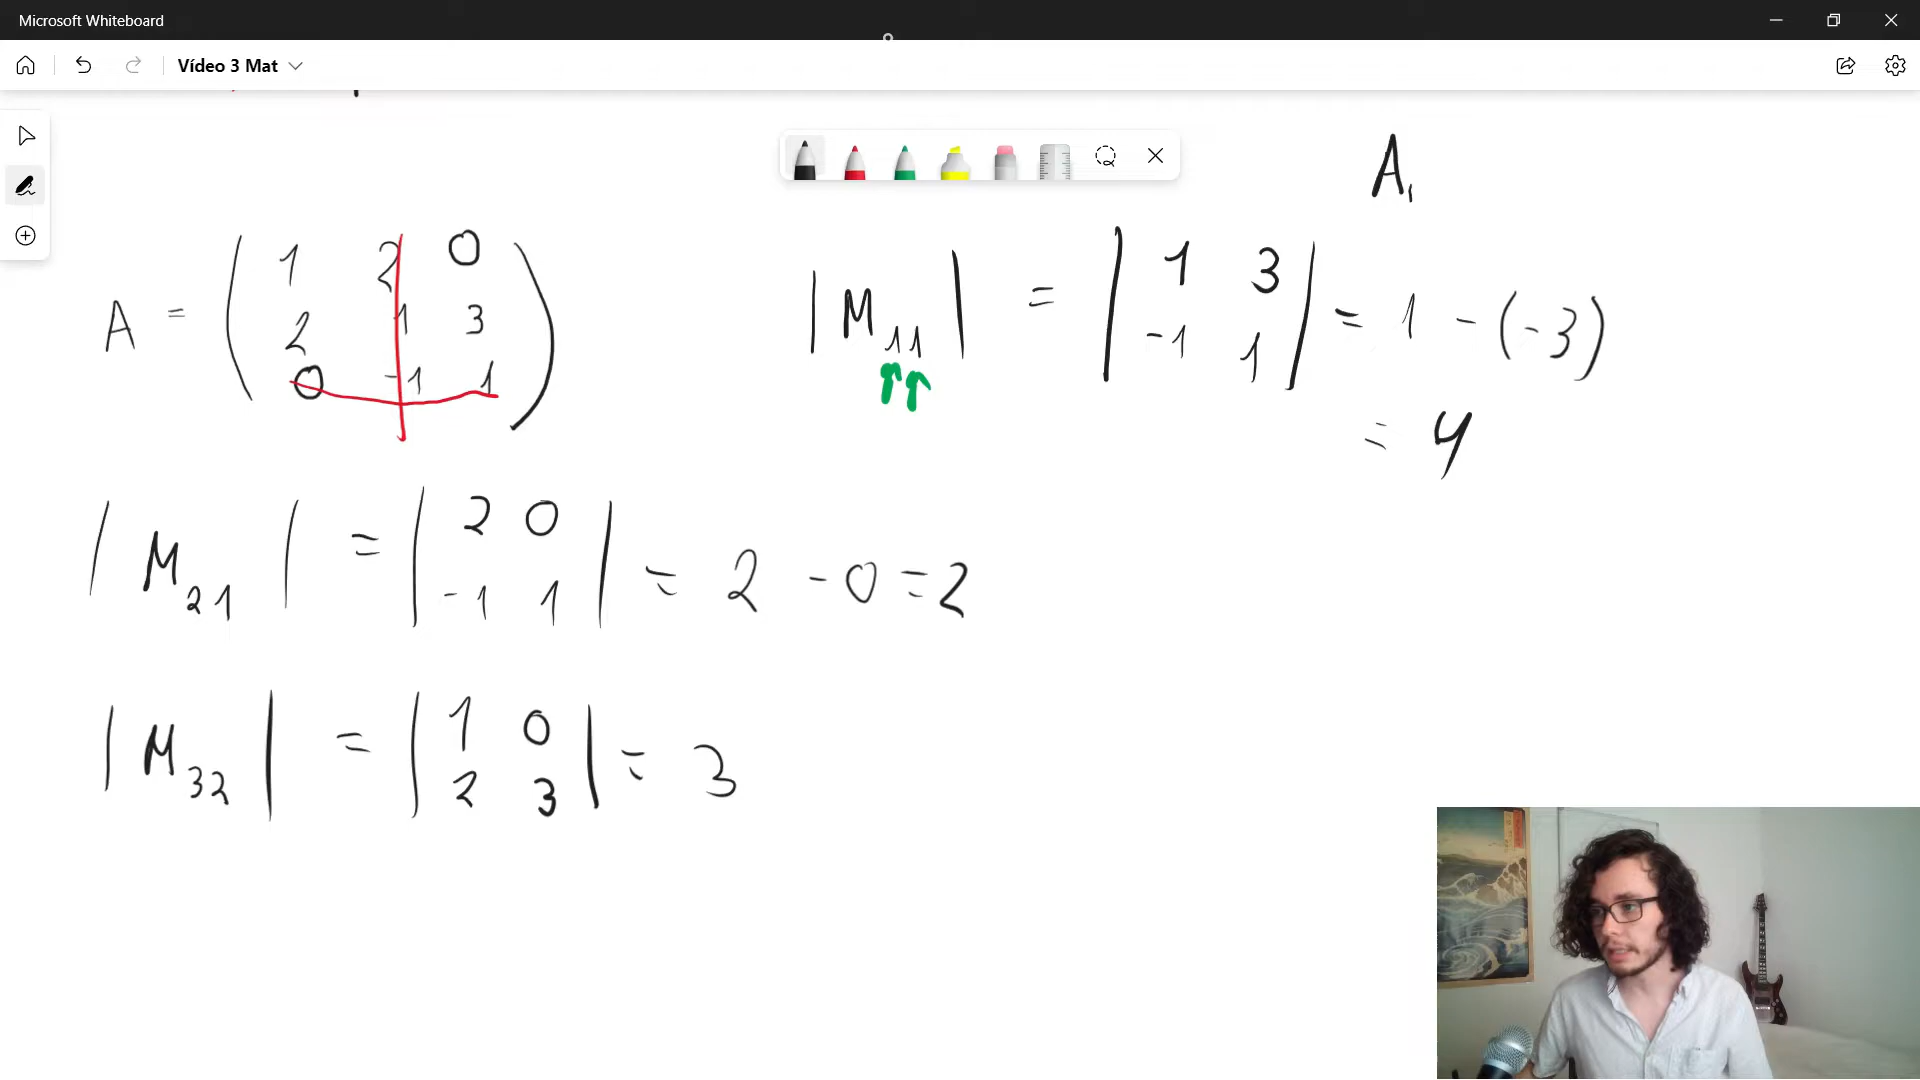 Microsoft Whiteboard
Vídeo 3 Mat
A₁
A = ( 1 2 0
2 1 3
0 -1 1 )
|M₁₁| = | 1 3
-1 1 | = 1 - (-3)
= 4
|M₂₁| = | 2 0
-1 1 | = 2 - 0 = 2
|M₃₂| = | 1 0
2 3 | = 3